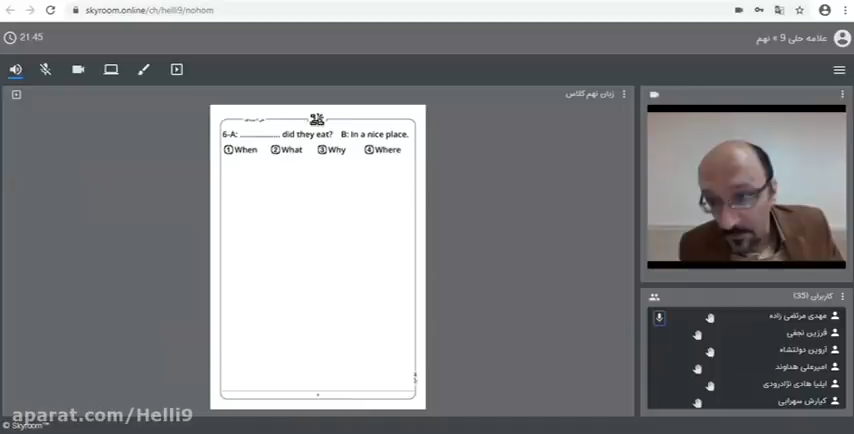 skyroom.online/ch/helli9/nohom
21:45
علامه حلی 9 » نهم
زبان نهم کلاس
6-A: ____________ did they eat? B: In a nice place.
①When ②What ③Why ④Where
کاربران (35)
مهدی مرتضی زاده
فرزین نجفی
آروین دولتشاه
امیرعلی هداوند
ایلیا هادی نژادرودی
کیارش سهرابی
aparat.com/Helli9
© Skyroom™